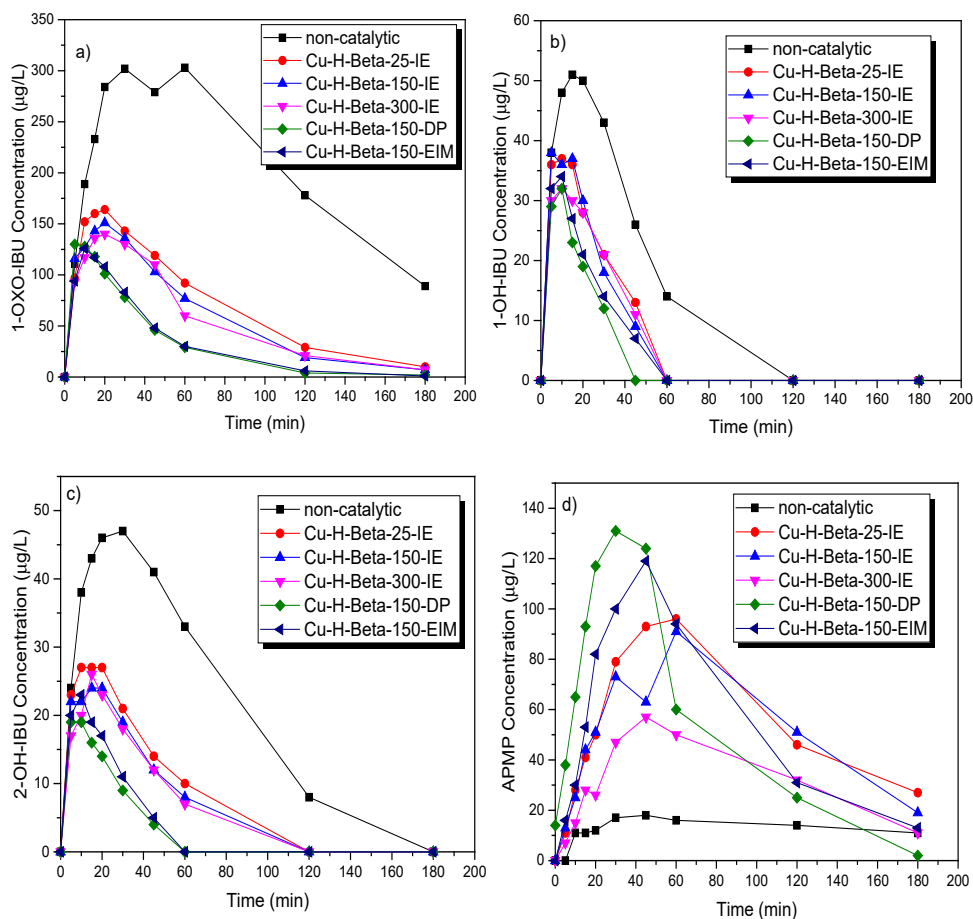 a)
1-OXO-IBU Concentration (µg/L)
350
300
250
200
150
100
50
0
0 20 40 60 80 100 120 140 160 180 200
Time (min)
non-catalytic
Cu-H-Beta-25-IE
Cu-H-Beta-150-IE
Cu-H-Beta-300-IE
Cu-H-Beta-150-DP
Cu-H-Beta-150-EIM
b)
1-OH-IBU Concentration (µg/L)
60
50
40
30
20
10
0
0 20 40 60 80 100 120 140 160 180 200
Time (min)
non-catalytic
Cu-H-Beta-25-IE
Cu-H-Beta-150-IE
Cu-H-Beta-300-IE
Cu-H-Beta-150-DP
Cu-H-Beta-150-EIM
c)
2-OH-IBU Concentration (µg/L)
50
40
30
20
10
0
0 20 40 60 80 100 120 140 160 180 200
Time (min)
non-catalytic
Cu-H-Beta-25-IE
Cu-H-Beta-150-IE
Cu-H-Beta-300-IE
Cu-H-Beta-150-DP
Cu-H-Beta-150-EIM
d)
APMP Concentration (µg/L)
140
120
100
80
60
40
20
0
0 20 40 60 80 100 120 140 160 180 200
Time (min)
non-catalytic
Cu-H-Beta-25-IE
Cu-H-Beta-150-IE
Cu-H-Beta-300-IE
Cu-H-Beta-150-DP
Cu-H-Beta-150-EIM